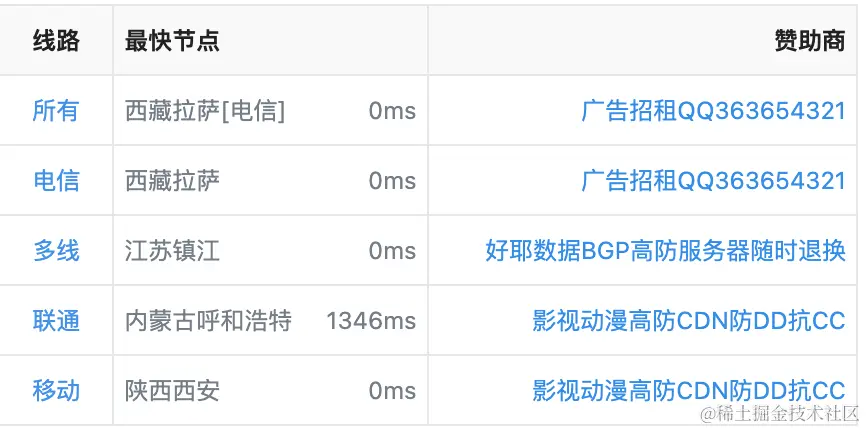 线路 最快节点 赞助商
所有 西藏拉萨[电信] 0ms 广告招租QQ363654321
电信 西藏拉萨 0ms 广告招租QQ363654321
多线 江苏镇江 0ms 好耶数据BGP高防服务器随时退换
联通 内蒙古呼和浩特 1346ms 影视动漫高防CDN防DD抗CC
移动 陕西西安 0ms 影视动漫高防CDN防DD抗CC
@稀土掘金技术社区